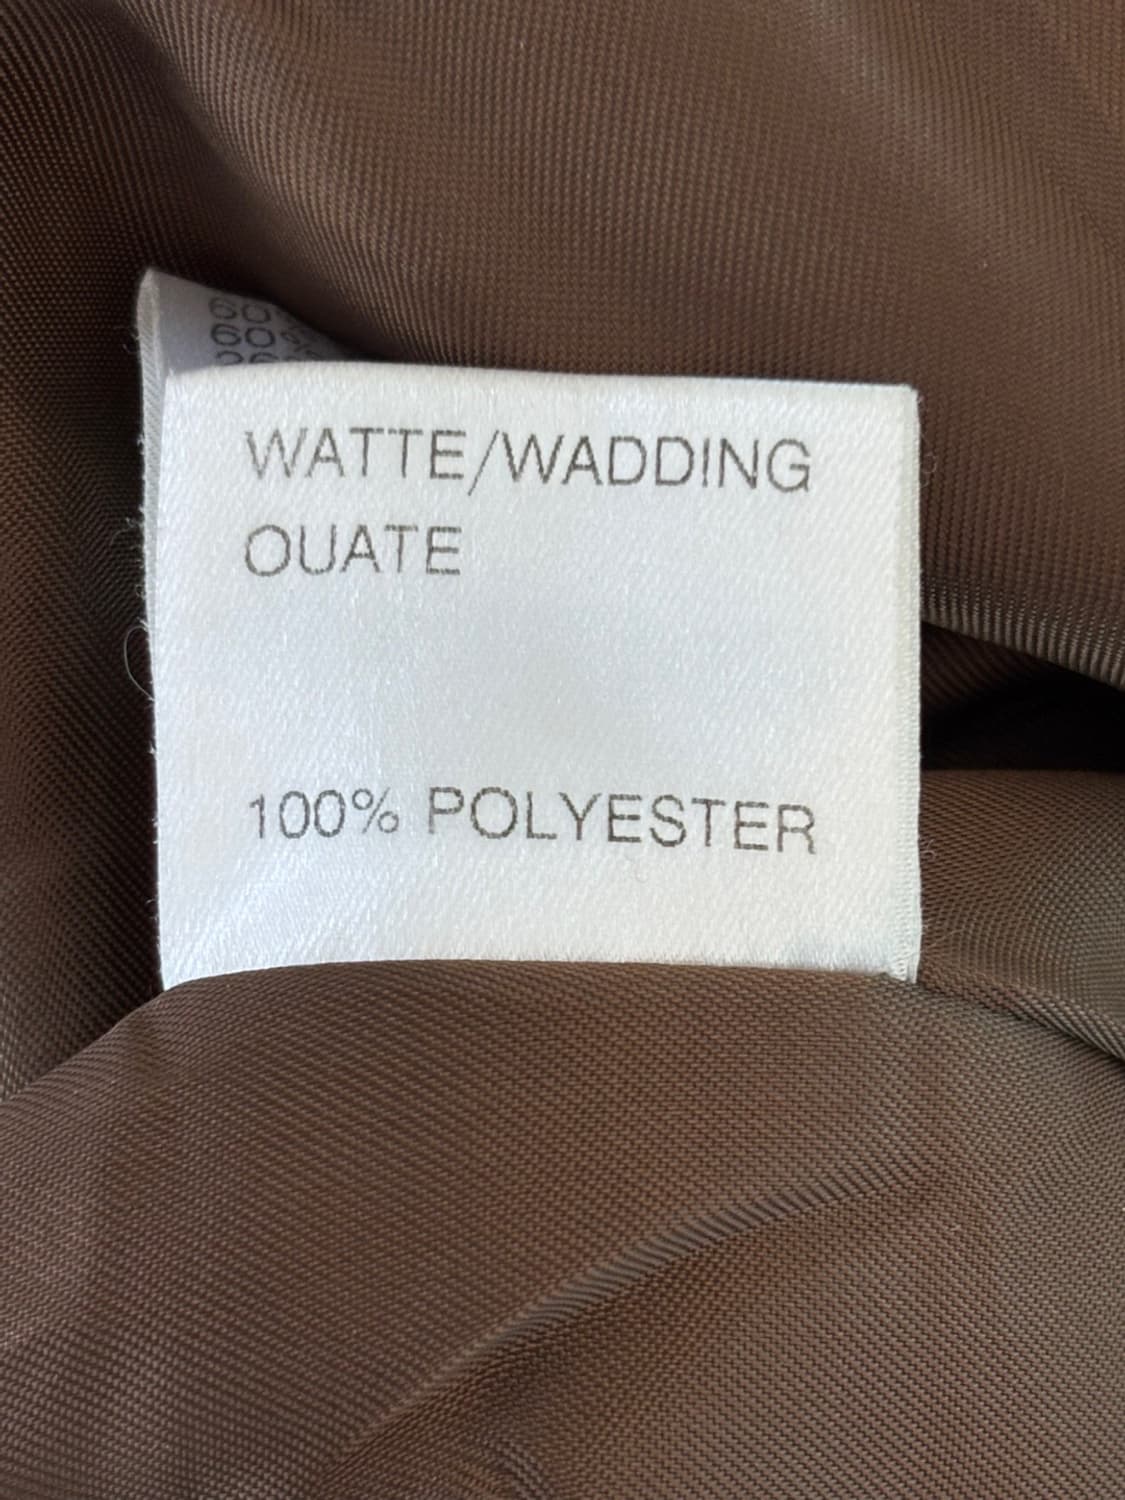 WATTE/WADDING
OUATE
100% POLYESTER